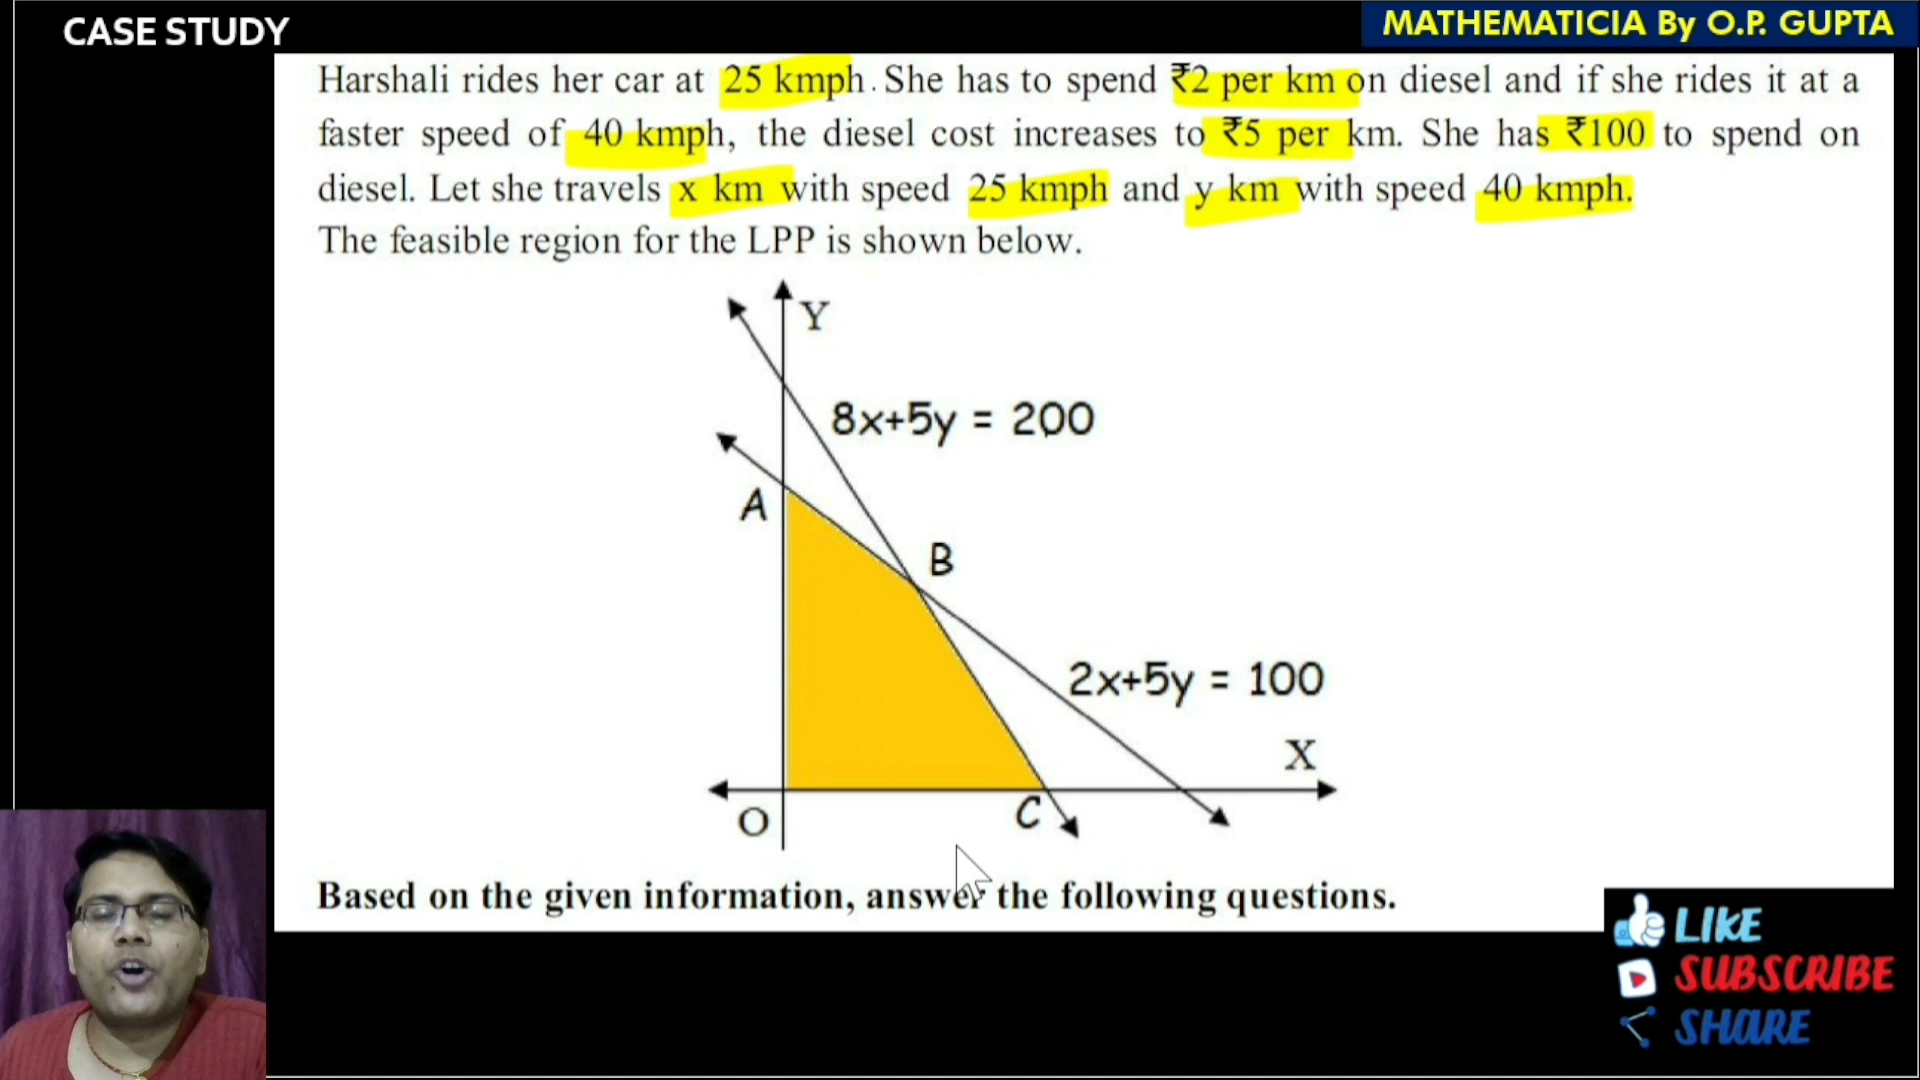 CASE STUDY
MATHEMATICIA By O.P. GUPTA
Harshali rides her car at 25 kmph. She has to spend ₹2 per km on diesel and if she rides it at a
faster speed of 40 kmph, the diesel cost increases to ₹5 per km. She has ₹100 to spend on
diesel. Let she travels x km with speed 25 kmph and y km with speed 40 kmph.
The feasible region for the LPP is shown below.
Y
8x+5y = 200
A
B
2x+5y = 100
X
O
C
Based on the given information, answer the following questions.
LIKE
SUBSCRIBE
SHARE